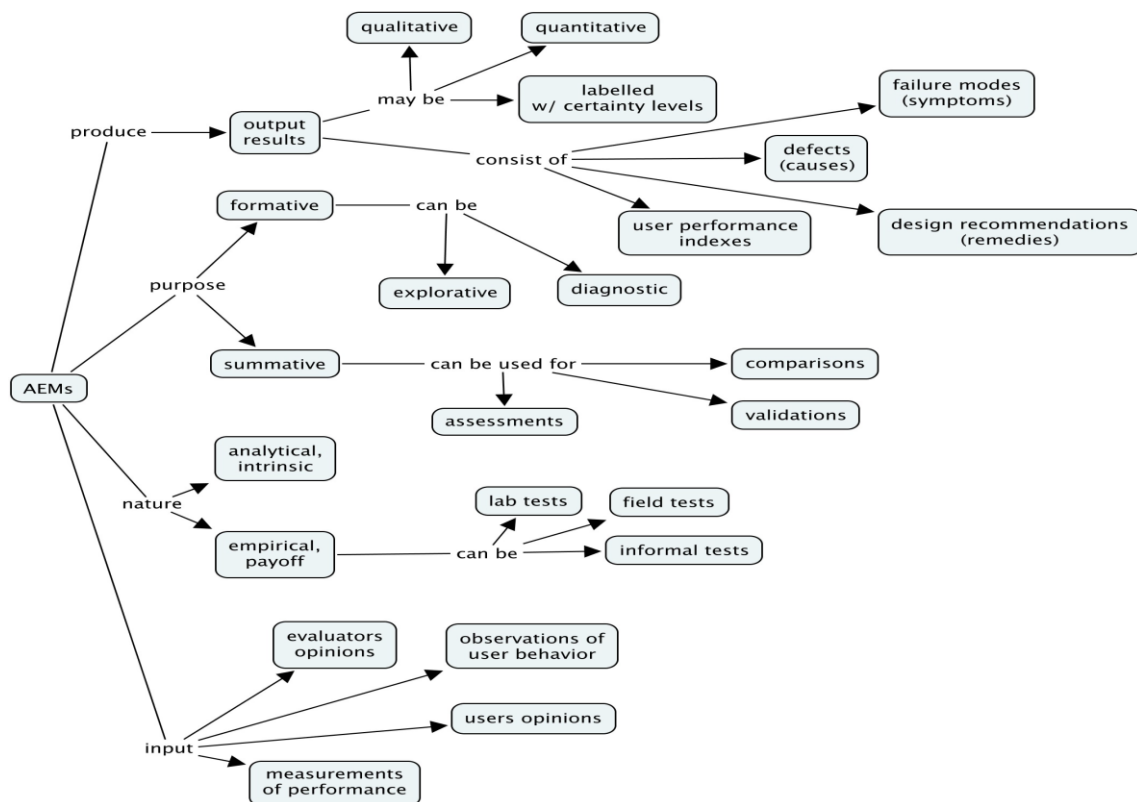 qualitative
quantitative
may be
labelled
w/ certainty levels
failure modes
(symptoms)
produce
output
results
consist of
defects
(causes)
user performance
indexes
design recommendations
(remedies)
formative
can be
purpose
explorative
diagnostic
summative
can be used for
comparisons
assessments
validations
AEMs
analytical,
intrinsic
nature
empirical,
payoff
can be
lab tests
field tests
informal tests
evaluators
opinions
observations of
user behavior
users opinions
input
measurements
of performance